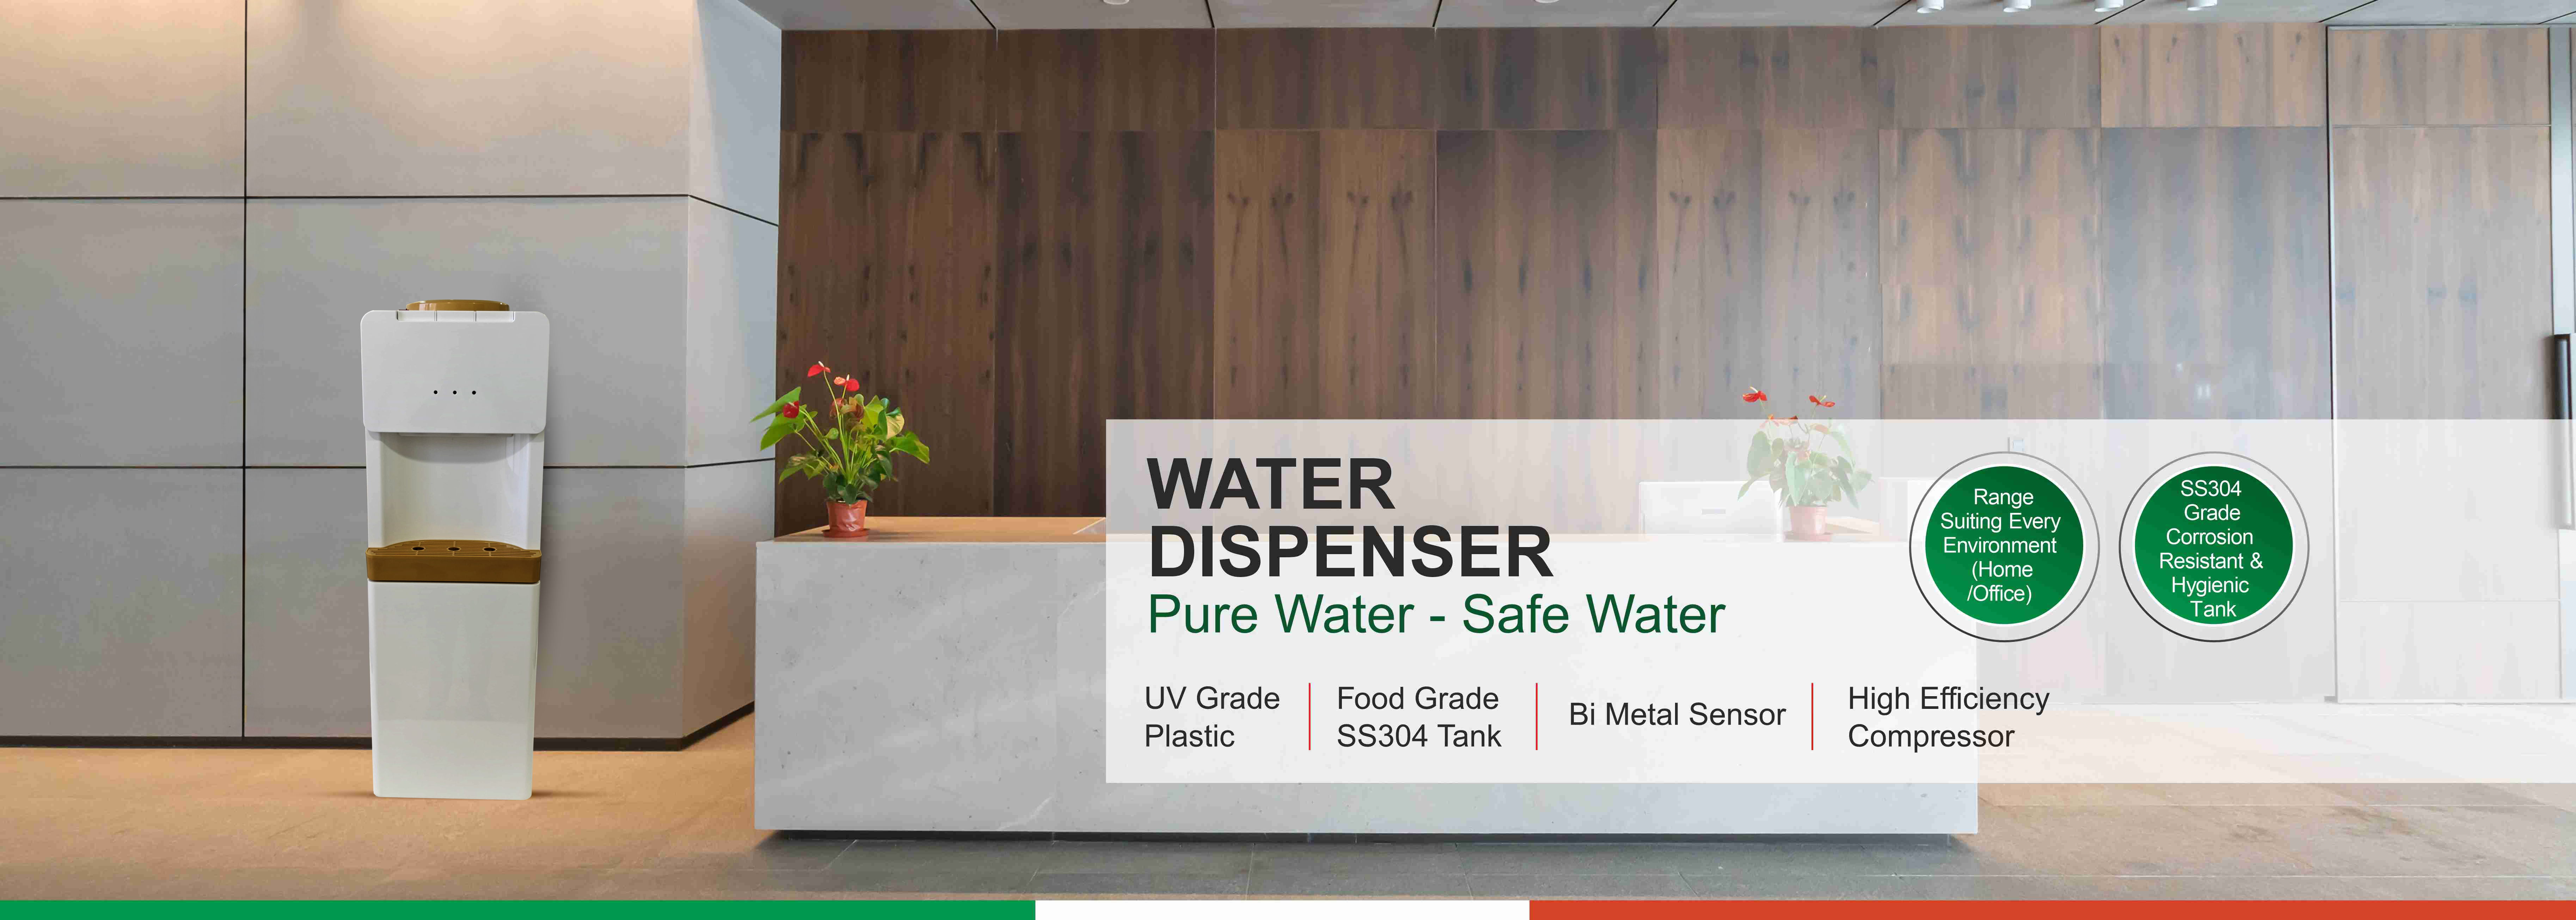 WATER
DISPENSER
Pure Water - Safe Water
UV Grade
Plastic
Food Grade
SS304 Tank
Bi Metal Sensor
High Efficiency
Compressor
Range
Suiting Every
Environment
(Home
/Office)
SS304
Grade
Corrosion
Resistant &
Hygienic
Tank